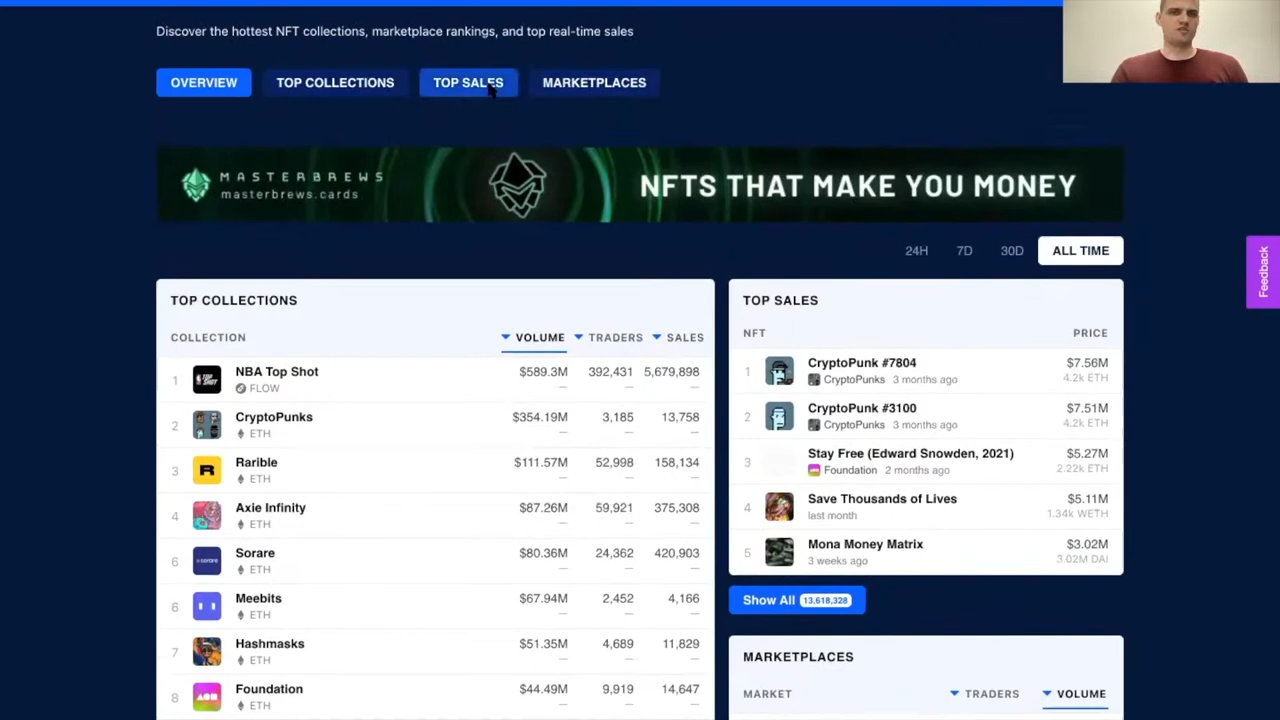 Discover the hottest NFT collections, marketplace rankings, and top real-time sales
OVERVIEW TOP COLLECTIONS TOP SALES MARKETPLACES
MASTERBREWS
masterbrews.cards
NFTS THAT MAKE YOU MONEY
24H 7D 30D ALL TIME
Feedback
TOP COLLECTIONS
COLLECTION VOLUME TRADERS SALES
1 NBA Top Shot $589.3M 392,431 5,679,898
FLOW — — —
2 CryptoPunks $354.19M 3,185 13,758
ETH — — —
3 Rarible $111.57M 52,998 158,134
ETH — — —
4 Axie Infinity $87.26M 59,921 375,308
ETH — — —
6 Sorare $80.36M 24,362 420,903
ETH — — —
6 Meebits $67.94M 2,452 4,166
ETH — — —
7 Hashmasks $51.35M 4,689 11,829
ETH — — —
8 Foundation $44.49M 9,919 14,647
ETH — — —
TOP SALES
NFT PRICE
1 CryptoPunk #7804 $7.56M
CryptoPunks 3 months ago 4.2k ETH
2 CryptoPunk #3100 $7.51M
CryptoPunks 3 months ago 4.2k ETH
3 Stay Free (Edward Snowden, 2021) $5.27M
Foundation 2 months ago 2.22k ETH
4 Save Thousands of Lives $5.11M
last month 1.34k WETH
5 Mona Money Matrix $3.02M
3 weeks ago 3.02M DAI
Show All 13,618,328
MARKETPLACES
MARKET TRADERS VOLUME